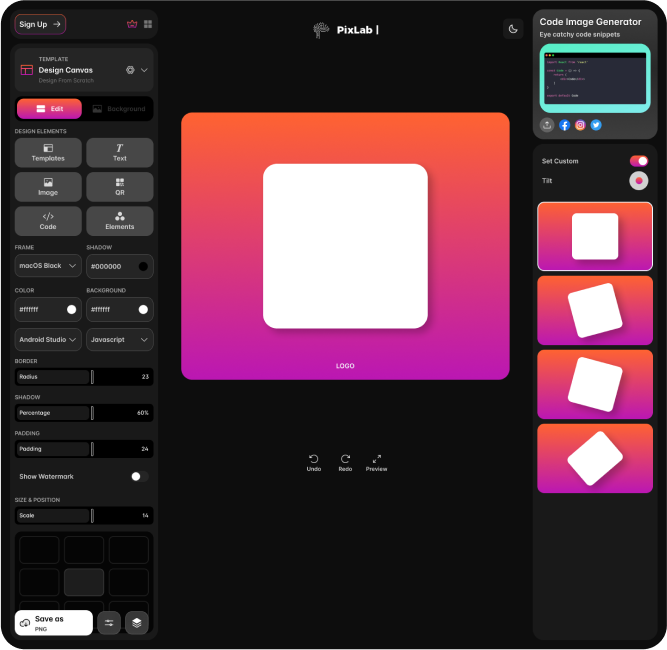 Sign Up
TEMPLATE
Design Canvas
Design From Scratch
Edit
Background
DESIGN ELEMENTS
Templates
Text
Image
QR
Code
Elements
FRAME
SHADOW
macOS Black
#000000
COLOR
BACKGROUND
#ffffff
#ffffff
Android Studio
Javascript
BORDER
Radius
23
SHADOW
Percentage
60%
PADDING
Padding
24
Show Watermark
SIZE & POSITION
Scale
14
Save as
PNG
PixLab |
LOGO
Undo
Redo
Preview
Code Image Generator
Eye catchy code snippets
Set Custom
Tilt